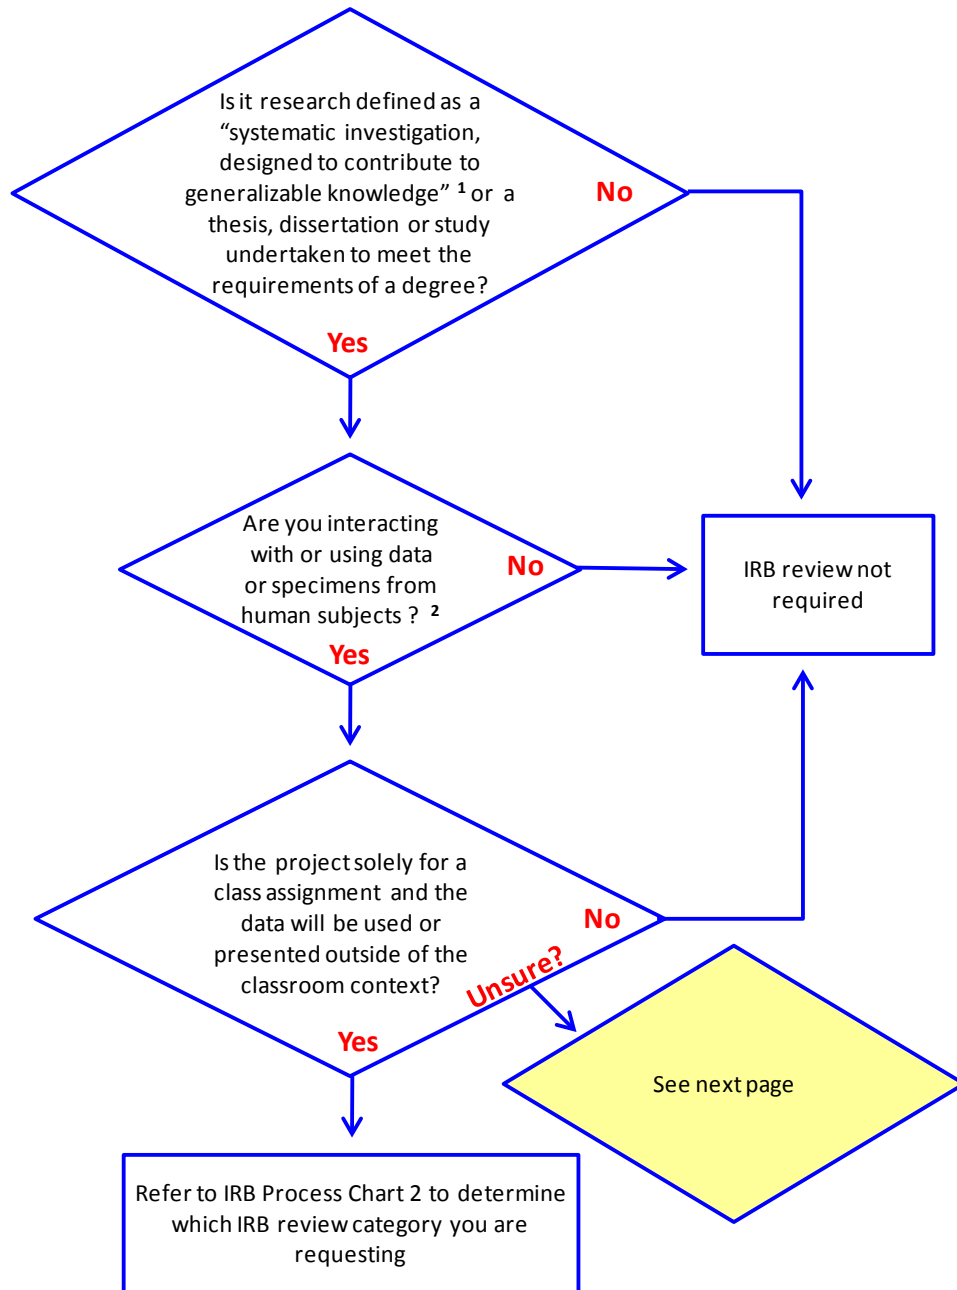 Is it research defined as a
“systematic investigation,
designed to contribute to
generalizable knowledge” 1 or a
thesis, dissertation or study
undertaken to meet the
requirements of a degree?
No
Yes
Are you interacting
with or using data
or specimens from
human subjects ? 2
No
Yes
IRB review not
required
Is the project solely for a
class assignment and the
data will be used or
presented outside of the
classroom context?
No
Unsure?
Yes
See next page
Refer to IRB Process Chart 2 to determine
which IRB review category you are
requesting